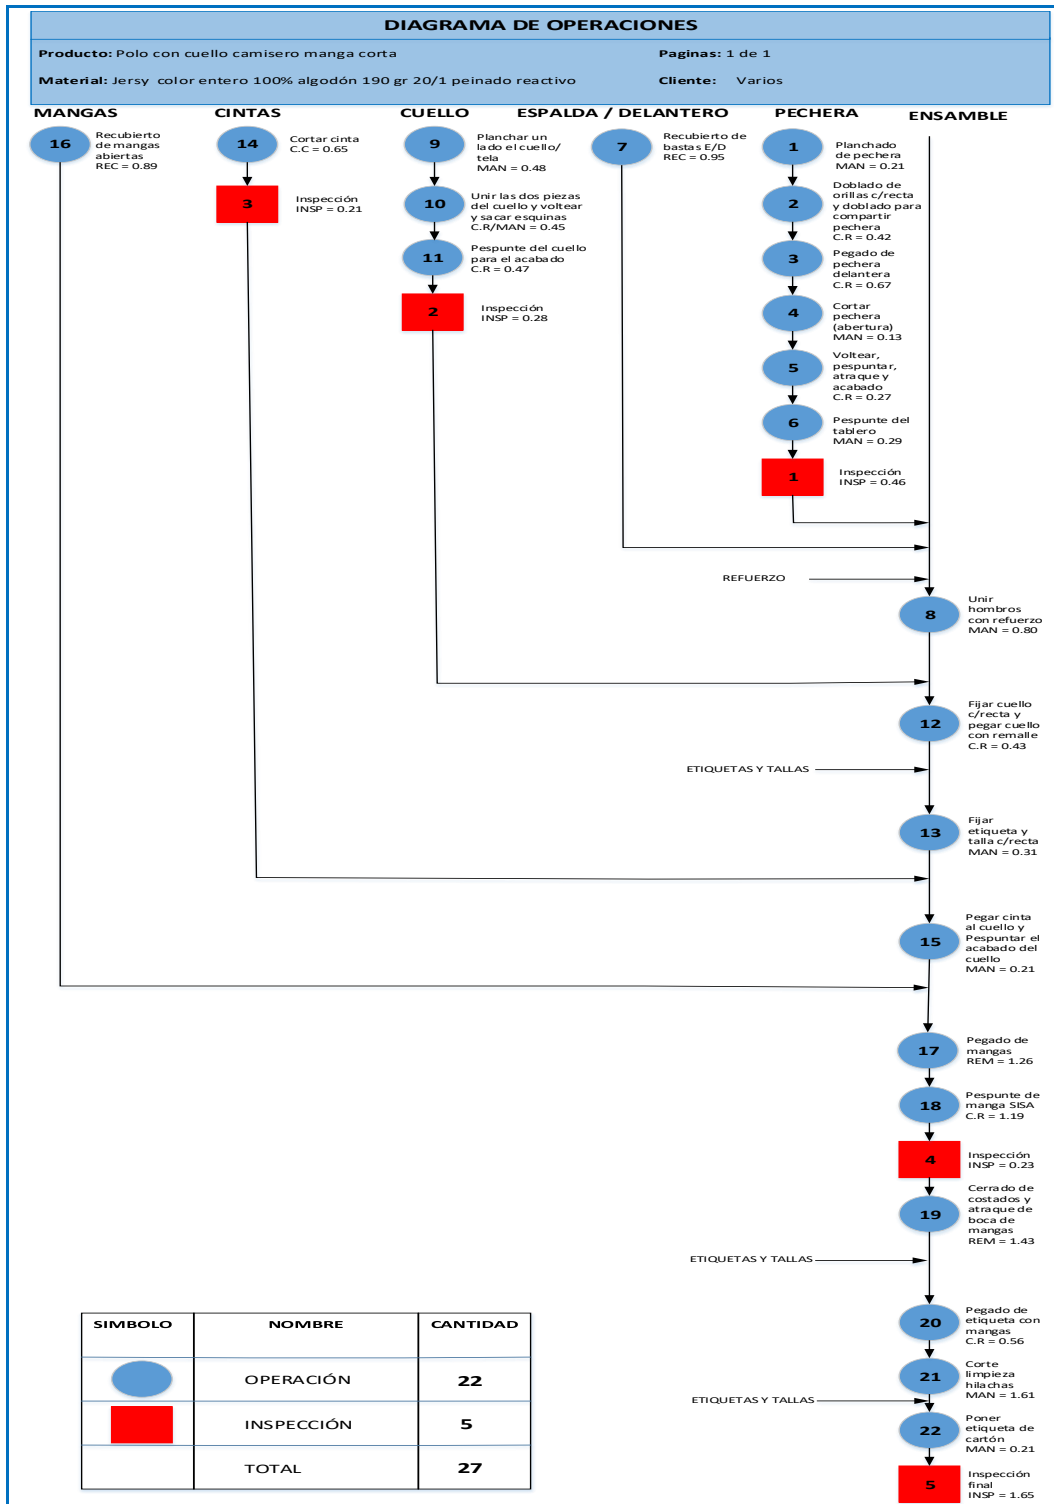 DIAGRAMA DE OPERACIONES
Producto: Polo con cuello camisero manga corta
Paginas: 1 de 1
Material: Jersy color entero 100% algodón 190 gr 20/1 peinado reactivo
Cliente: Varios
MANGAS
CINTAS
CUELLO
ESPALDA / DELANTERO
PECHERA
ENSAMBLE
16
Recubierto
de mangas
abiertas
REC = 0.89
14
Cortar cinta
C.C = 0.65
3
Inspección
INSP = 0.21
9
Planchar un
lado el cuello/
tela
MAN = 0.48
10
Unir las dos piezas
del cuello y voltear
y sacar esquinas
C.R/MAN = 0.45
11
Pespunte del cuello
para el acabado
C.R = 0.47
2
Inspección
INSP = 0.28
7
Recubierto de
bastas E/D
REC = 0.95
1
Planchado
de pechera
MAN = 0.21
2
Doblado de
orillas c/recta
y doblado para
compartir
pechera
C.R = 0.42
3
Pegado de
pechera
delantera
C.R = 0.67
4
Cortar
pechera
(abertura)
MAN = 0.13
5
Voltear,
pespuntar,
atraque y
acabado
C.R = 0.27
6
Pespunte del
tablero
MAN = 0.29
1
Inspección
INSP = 0.46
REFUERZO
8
Unir
hombros
con refuerzo
MAN = 0.80
12
Fijar cuello
c/recta y
pegar cuello
con remalle
C.R = 0.43
ETIQUETAS Y TALLAS
13
Fijar
etiqueta y
talla c/recta
MAN = 0.31
15
Pegar cinta
al cuello y
Pespuntar el
acabado del
cuello
MAN = 0.21
17
Pegado de
mangas
REM = 1.26
18
Pespunte de
manga SISA
C.R = 1.19
4
Inspección
INSP = 0.23
19
Cerrado de
costados y
atraque de
boca de
mangas
REM = 1.43
ETIQUETAS Y TALLAS
20
Pegado de
etiqueta con
mangas
C.R = 0.56
21
Corte
limpieza
hilachas
MAN = 1.61
ETIQUETAS Y TALLAS
22
Poner
etiqueta de
cartón
MAN = 0.21
5
Inspección
final
INSP = 1.65
SIMBOLO NOMBRE CANTIDAD
OPERACIÓN 22
INSPECCIÓN 5
TOTAL 27